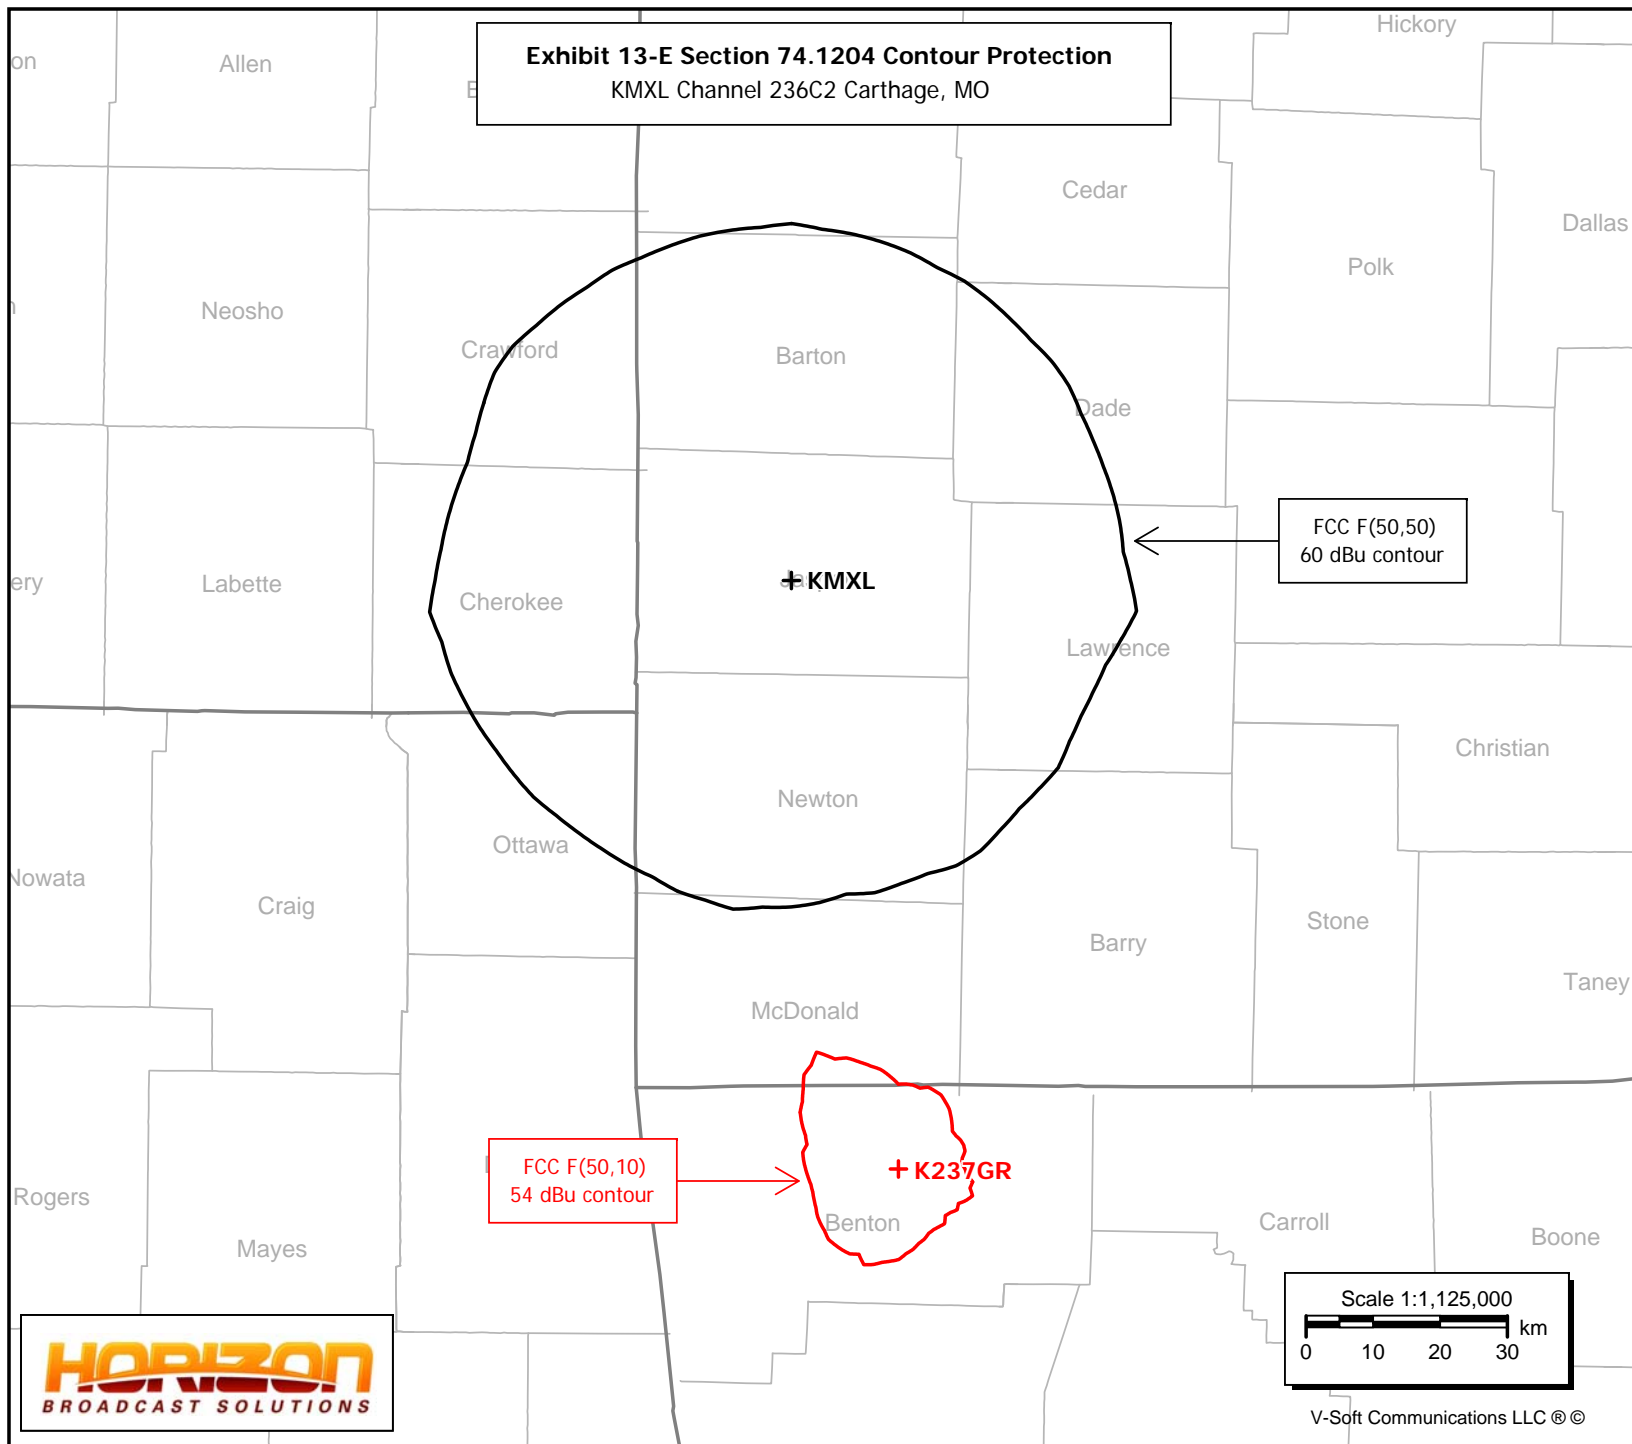 Exhibit 13-E Section 74.1204 Contour Protection
KMXL Channel 236C2 Carthage, MO
Hickory
Allen
Cedar
Dallas
Polk
Neosho
Crawford
Barton
Dade
FCC F(50,50)
60 dBu contour
KMXL
Labette
Cherokee
Lawrence
Christian
Newton
Ottawa
Nowata
Craig
Stone
Barry
Taney
McDonald
FCC F(50,10)
54 dBu contour
K237GR
Rogers
Benton
Carroll
Boone
Mayes
Scale 1:1,125,000
km
0 10 20 30
HORIZON
BROADCAST SOLUTIONS
V-Soft Communications LLC ® ©